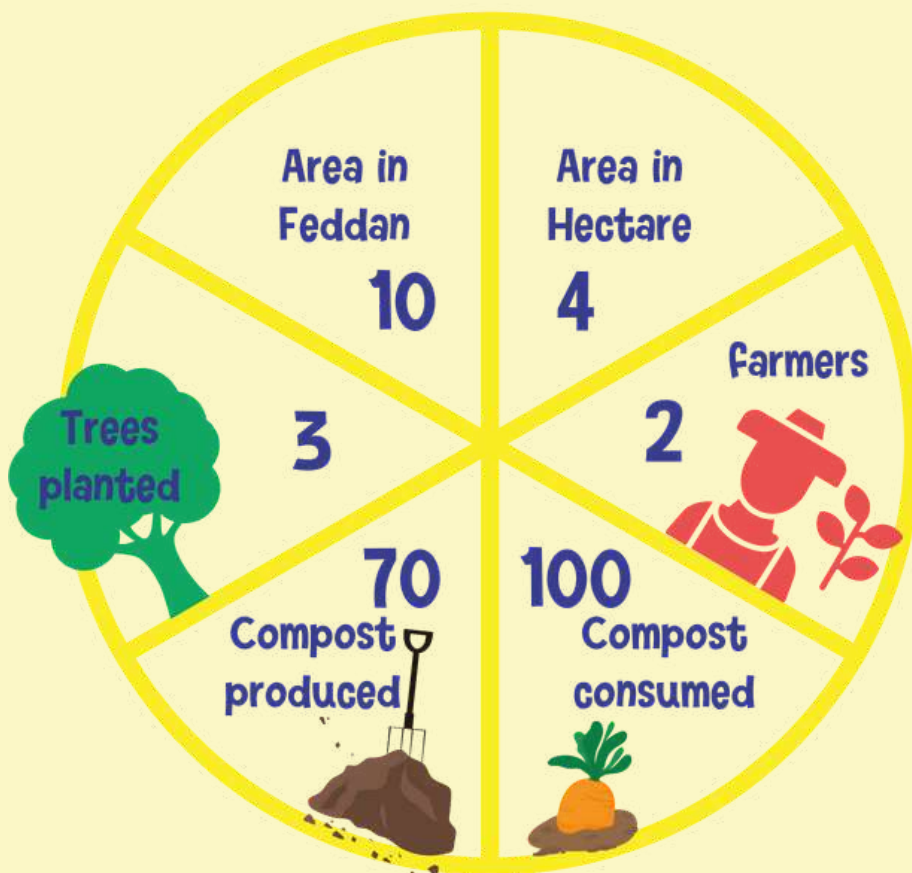 Area in
Feddan
10
Area in
Hectare
4
farmers
2
Trees
planted
3
70
Compost
produced
100
Compost
consumed